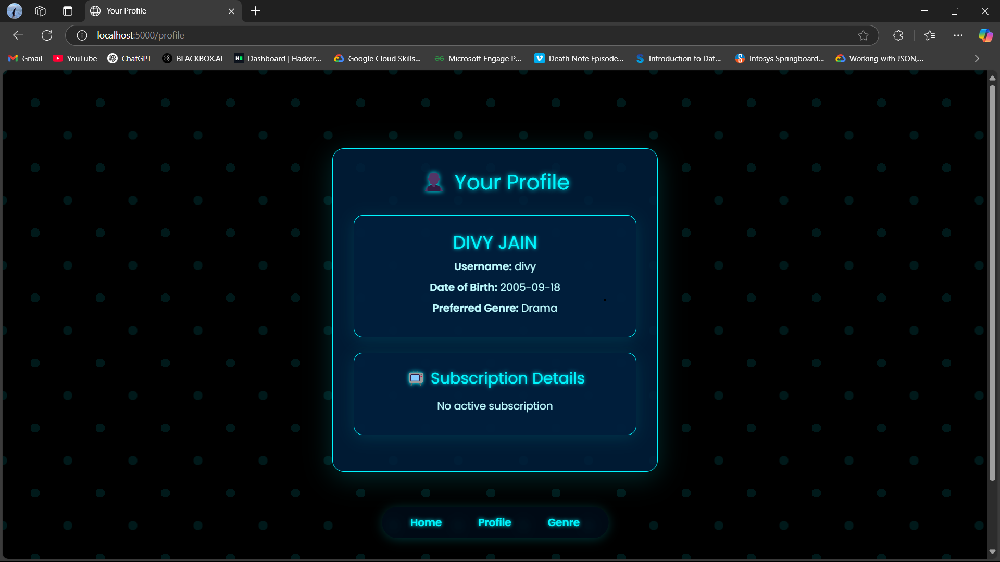 Your Profile
localhost:5000/profile
Gmail YouTube ChatGPT BLACKBOX.AI Dashboard | Hacker... Google Cloud Skills... Microsoft Engage P... Death Note Episode... Introduction to Dat... Infosys Springboard... Working with JSON,...
Your Profile
DIVY JAIN
Username: divy
Date of Birth: 2005-09-18
Preferred Genre: Drama
Subscription Details
No active subscription
Home Profile Genre